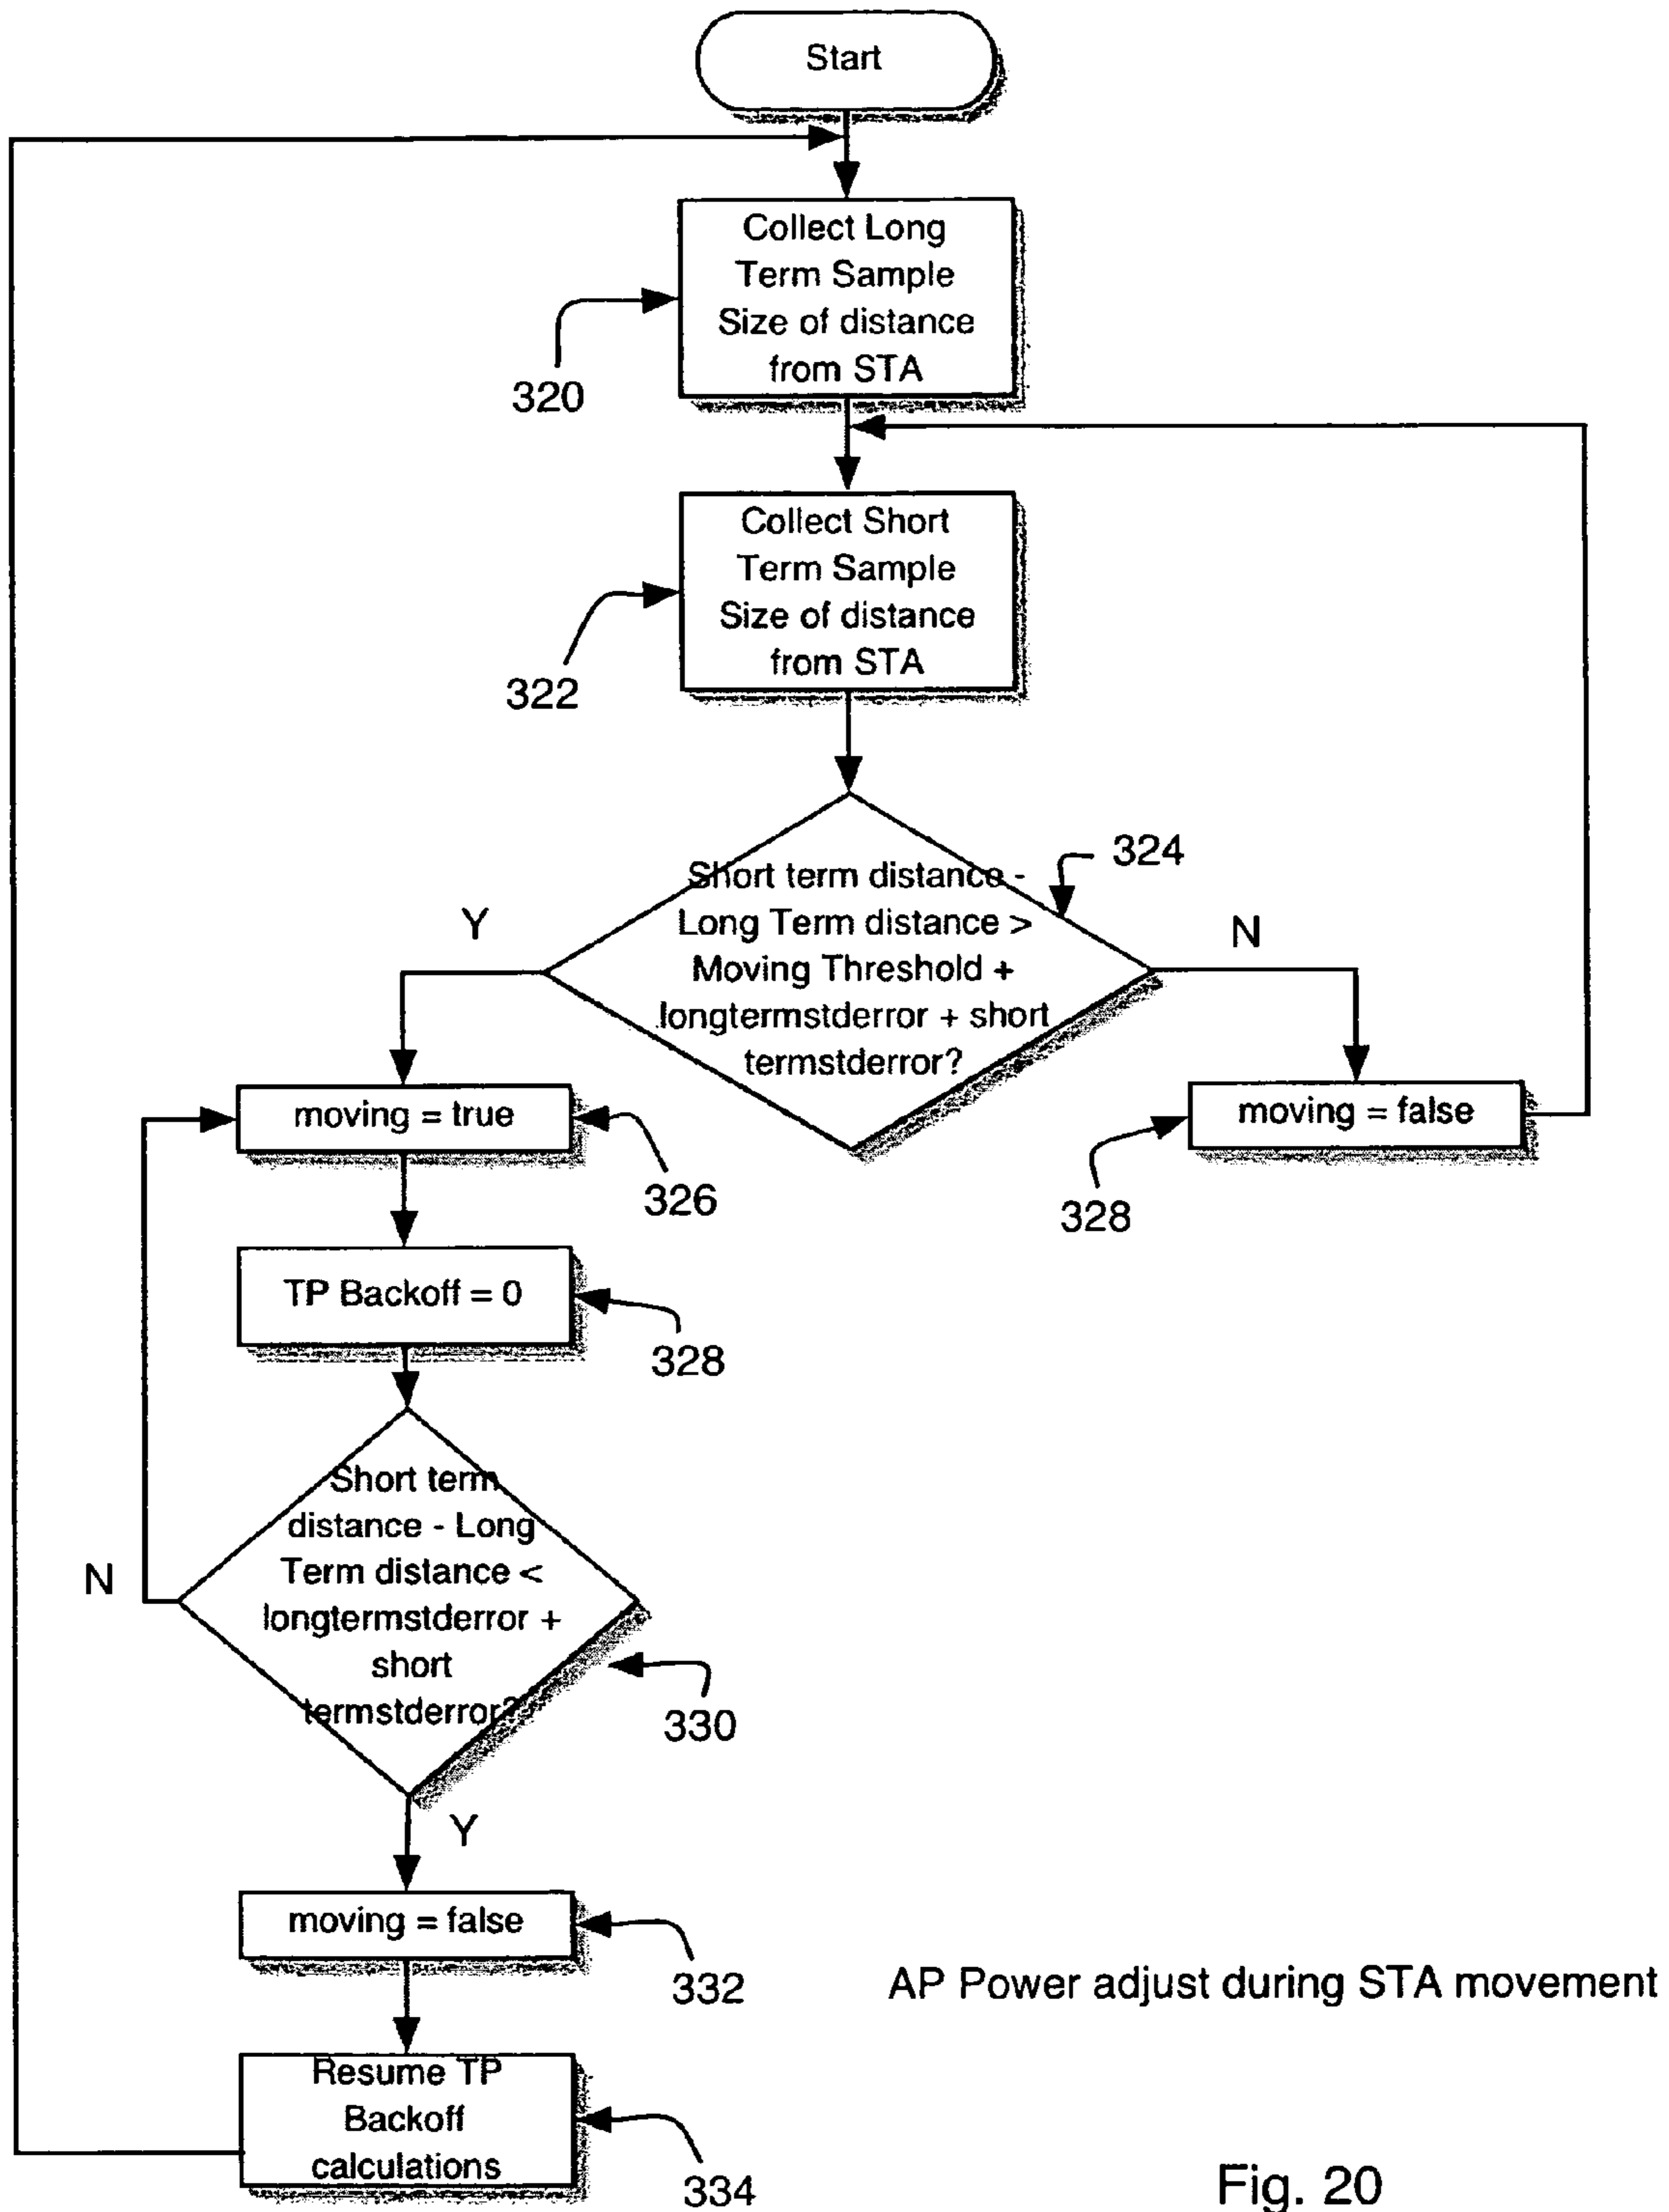 Start
Collect Long
Term Sample
Size of distance
from STA
320
Collect Short
Term Sample
Size of distance
from STA
322
Short term distance -
Long Term distance >
Moving Threshold +
longtermstderror + short
termstderror?
324
Y
N
moving = true
326
moving = false
328
TP Backoff = 0
328
Short term
distance - Long
Term distance <
longtermstderror +
short
termstderror?
N
330
Y
moving = false
332
AP Power adjust during STA movement
Resume TP
Backoff
calculations
334
Fig. 20